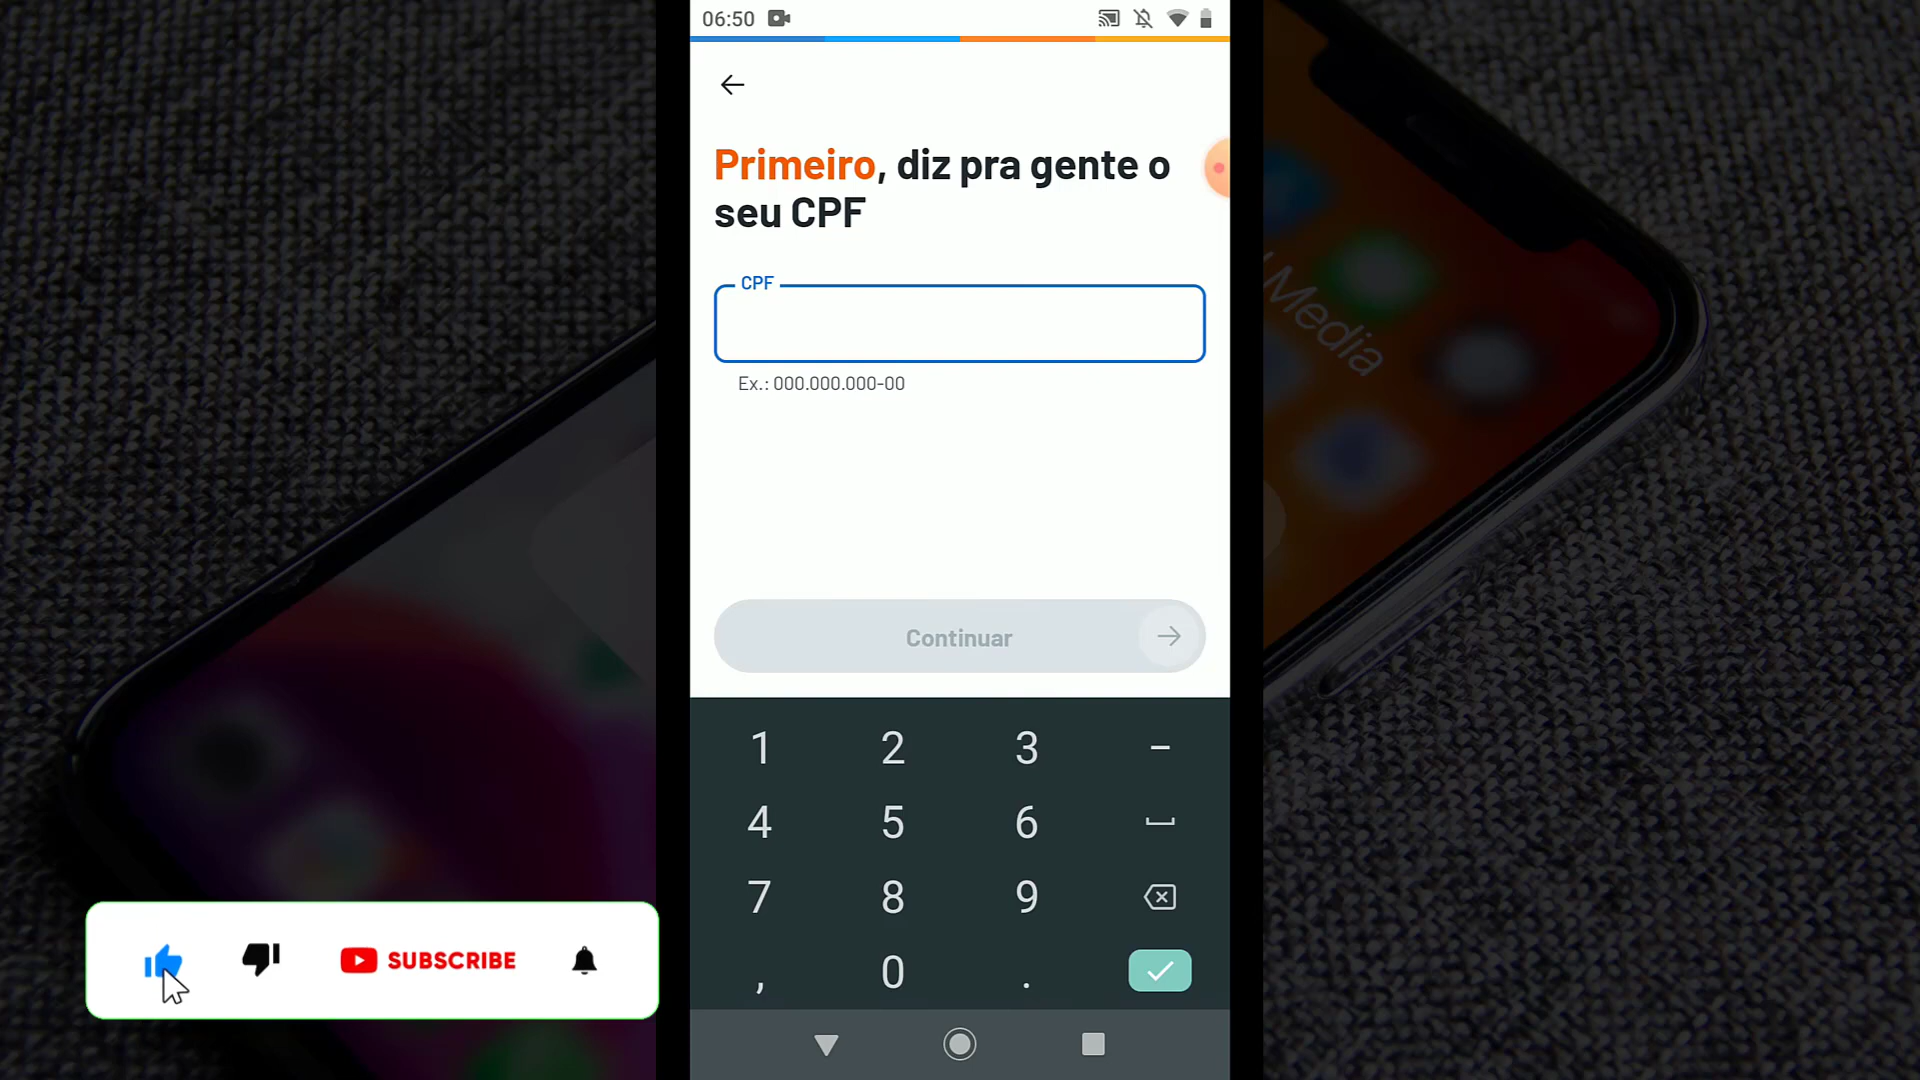 06:50
Primeiro, diz pra gente o
seu CPF
CPF
Ex.: 000.000.000-00
Continuar
1 2 3 -
4 5 6
7 8 9
, 0 .
SUBSCRIBE
Media